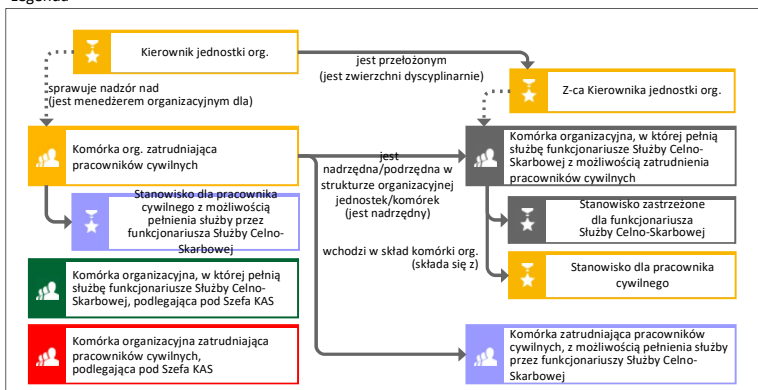 Legenda
Kierownik jednostki org.
jest przełożonym
(jest zwierzchni dyscyplinarnie)
Z-ca Kierownika jednostki org.
sprawuje nadzór nad
(jest menedżerem organizacyjnym dla)
Komórka org. zatrudniająca
pracowników cywilnych
jest
nadrzędna/podrzędna w
strukturze organizacyjnej
jednostek/komórek
(jest nadrzędny)
Komórka organizacyjna, w której pełnią
służbę funkcjonariusze Służby Celno-
Skarbowej z możliwością zatrudnienia
pracowników cywilnych
Stanowisko dla pracownika
cywilnego z możliwością
pełnienia służby przez
funkcjonariusza Służby Celno-
Skarbowej
Stanowisko zastrzeżone
dla funkcjonariusza
Służby Celno-Skarbowej
wchodzi w skład komórki org.
(składa się z)
Stanowisko dla pracownika
cywilnego
Komórka organizacyjna, w której pełnią
służbę funkcjonariusze Służby Celno-
Skarbowej, podlegająca pod Szefa KAS
Komórka organizacyjna zatrudniająca
pracowników cywilnych,
podlegająca pod Szefa KAS
Komórka zatrudniająca pracowników
cywilnych, z możliwością pełnienia służby
przez funkcjonariuszy Służby Celno-
Skarbowej